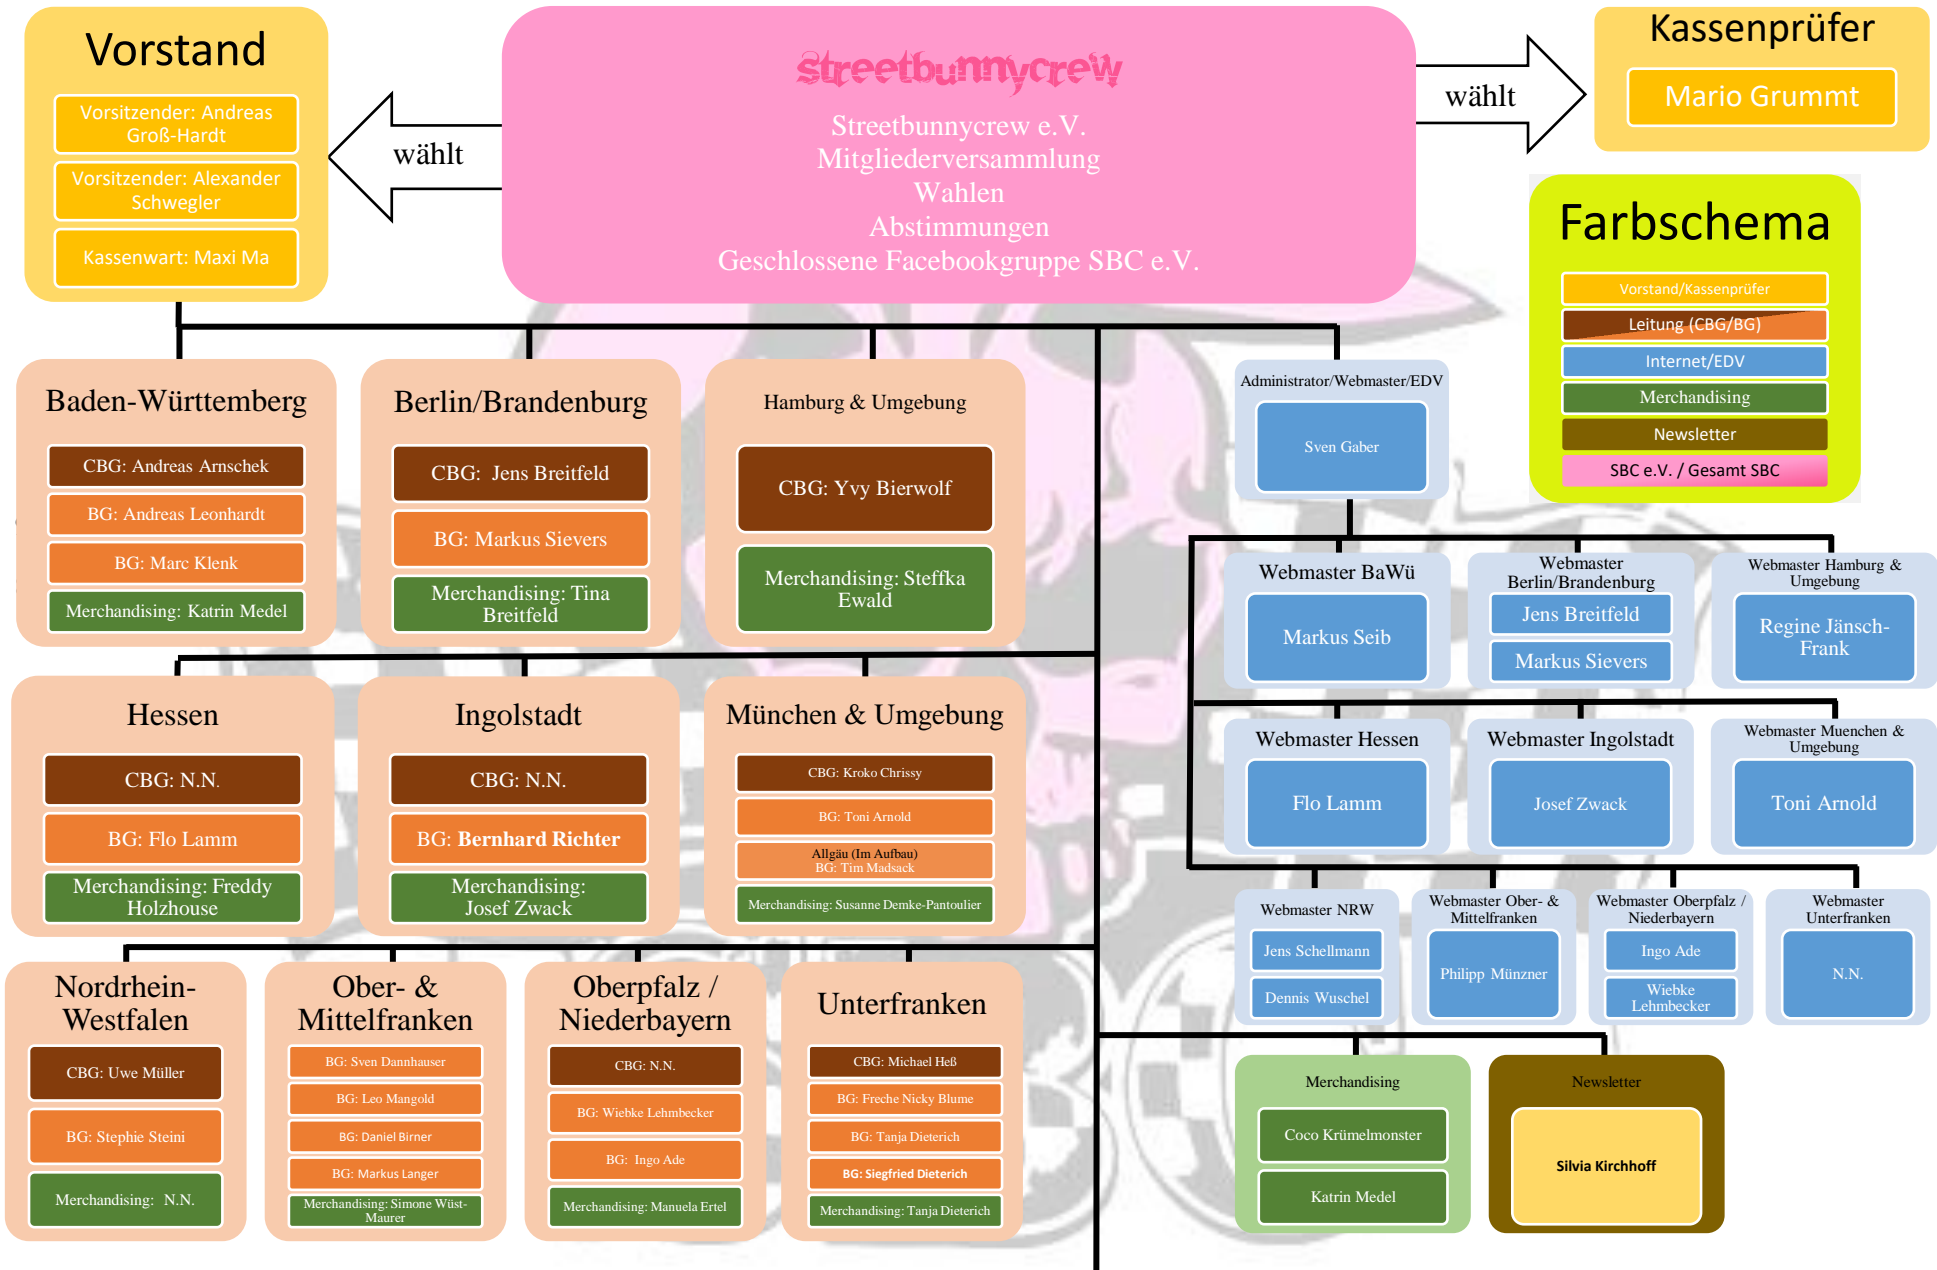 Vorstand
Vorsitzender: Andreas
Groß-Hardt
Vorsitzender: Alexander
Schwegler
Kassenwart: Maxi Ma
wählt
streetbunnycrew
Streetbunnycrew e.V.
Mitgliederversammlung
Wahlen
Abstimmungen
Geschlossene Facebookgruppe SBC e.V.
wählt
Kassenprüfer
Mario Grummt
Farbschema
Vorstand/Kassenprüfer
Leitung (CBG/BG)
Internet/EDV
Merchandising
Newsletter
SBC e.V. / Gesamt SBC
Baden-Württemberg
CBG: Andreas Arnschek
BG: Andreas Leonhardt
BG: Marc Klenk
Merchandising: Katrin Medel
Berlin/Brandenburg
CBG: Jens Breitfeld
BG: Markus Sievers
Merchandising: Tina
Breitfeld
Hamburg & Umgebung
CBG: Yvy Bierwolf
Merchandising: Steffka
Ewald
Administrator/Webmaster/EDV
Sven Gaber
Webmaster BaWü
Markus Seib
Webmaster
Berlin/Brandenburg
Jens Breitfeld
Markus Sievers
Webmaster Hamburg &
Umgebung
Regine Jänsch-
Frank
Hessen
CBG: N.N.
BG: Flo Lamm
Merchandising: Freddy
Holzhouse
Ingolstadt
CBG: N.N.
BG: Bernhard Richter
Merchandising:
Josef Zwack
München & Umgebung
CBG: Kroko Chrissy
BG: Toni Arnold
Allgäu (Im Aufbau)
BG: Tim Madsack
Merchandising: Susanne Demke-Pantoulier
Webmaster Hessen
Flo Lamm
Webmaster Ingolstadt
Josef Zwack
Webmaster Muenchen &
Umgebung
Toni Arnold
Webmaster NRW
Jens Schellmann
Dennis Wuschel
Webmaster Ober- &
Mittelfranken
Philipp Münzner
Webmaster Oberpfalz /
Niederbayern
Ingo Ade
Wiebke
Lehmbecker
Webmaster
Unterfranken
N.N.
Nordrhein-
Westfalen
CBG: Uwe Müller
BG: Stephie Steini
Merchandising: N.N.
Ober- &
Mittelfranken
BG: Sven Dannhauser
BG: Leo Mangold
BG: Daniel Birner
BG: Markus Langer
Merchandising: Simone Wüst-
Maurer
Oberpfalz /
Niederbayern
CBG: N.N.
BG: Wiebke Lehmbecker
BG: Ingo Ade
Merchandising: Manuela Ertel
Unterfranken
CBG: Michael Heß
BG: Freche Nicky Blume
BG: Tanja Dieterich
BG: Siegfried Dieterich
Merchandising: Tanja Dieterich
Merchandising
Coco Krümelmonster
Katrin Medel
Newsletter
Silvia Kirchhoff